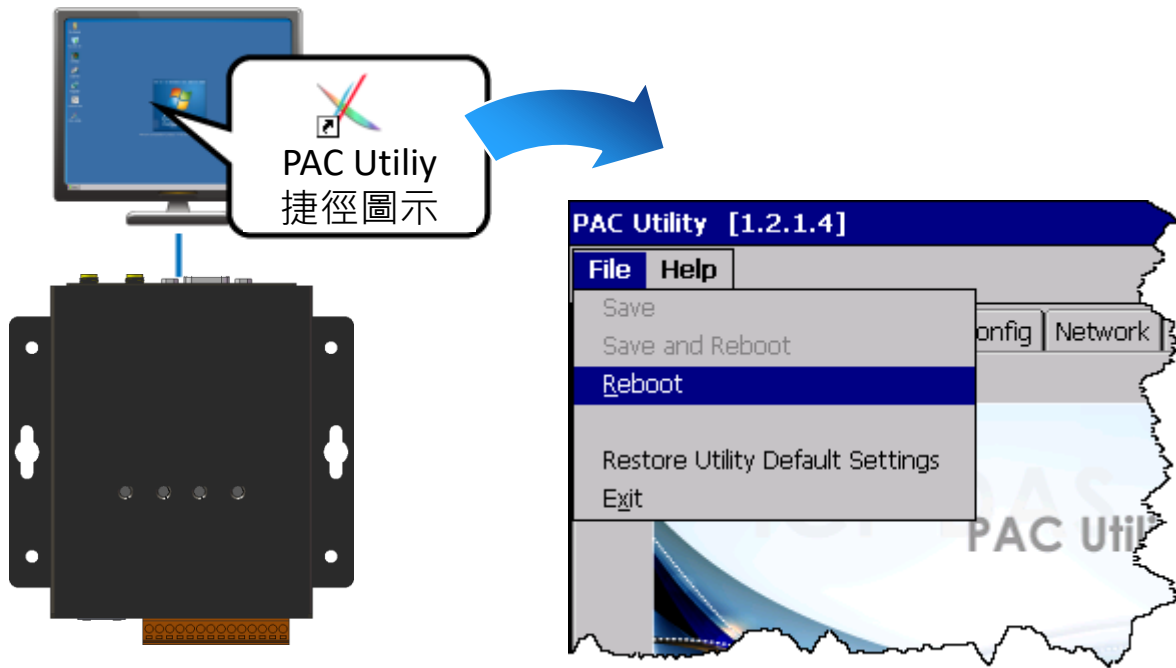 PAC Utiliy
捷徑圖示
PAC Utility [1.2.1.4]
File Help
Save
Save and Reboot
Reboot
Restore Utility Default Settings
Exit
onfig Network
PAC Util